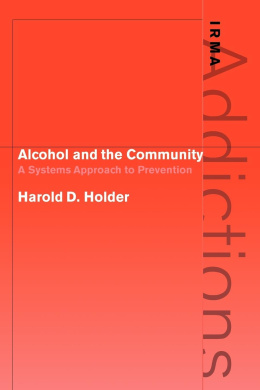 IRMA
Addictions
Alcohol and the Community
A Systems Approach to Prevention
Harold D. Holder